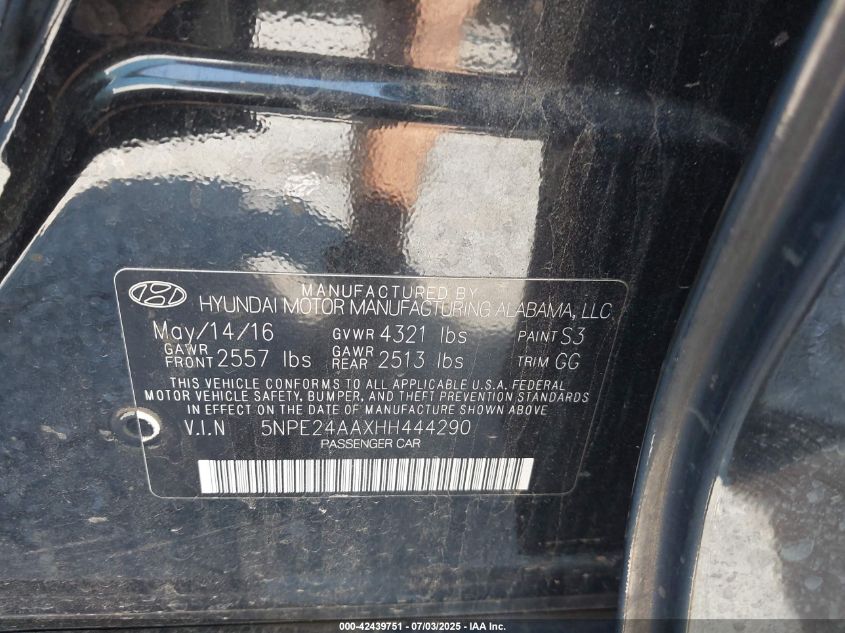 MANUFACTURED BY
HYUNDAI MOTOR MANUFACTURING ALABAMA, LLC
May/14/16 GVWR 4321 lbs PAINT S3
GAWR FRONT 2557 lbs GAWR REAR 2513 lbs TRIM GG
THIS VEHICLE CONFORMS TO ALL APPLICABLE U.S.A. FEDERAL
MOTOR VEHICLE SAFETY, BUMPER, AND THEFT PREVENTION STANDARDS
IN EFFECT ON THE DATE OF MANUFACTURE SHOWN ABOVE
V.I.N 5NPE24AAXHH444290
PASSENGER CAR
000-42439751 - 07/03/2025 - IAA Inc.